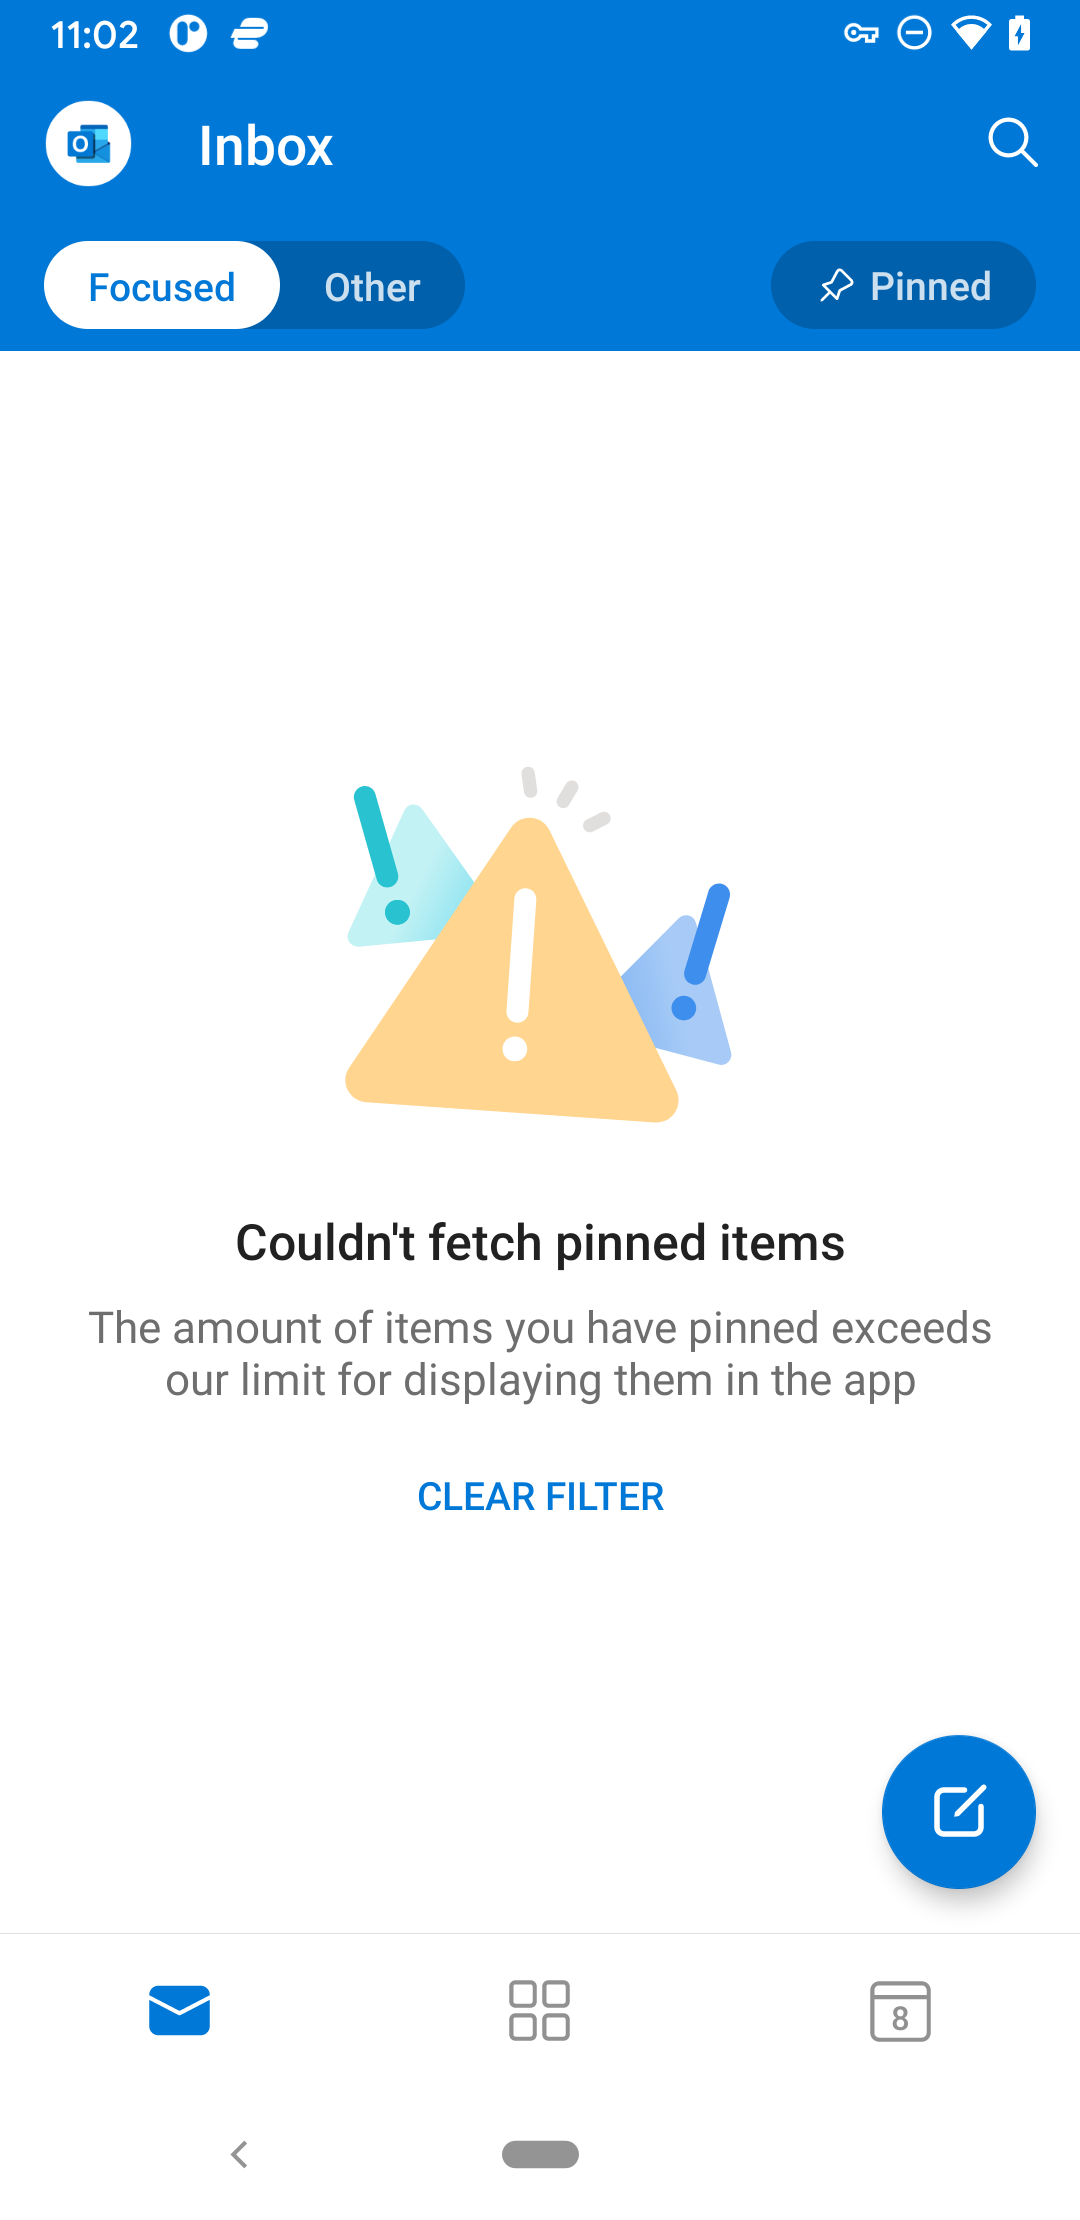 11:02
Inbox
Focused
Other
Pinned
Couldn't fetch pinned items
The amount of items you have pinned exceeds
our limit for displaying them in the app
CLEAR FILTER
8